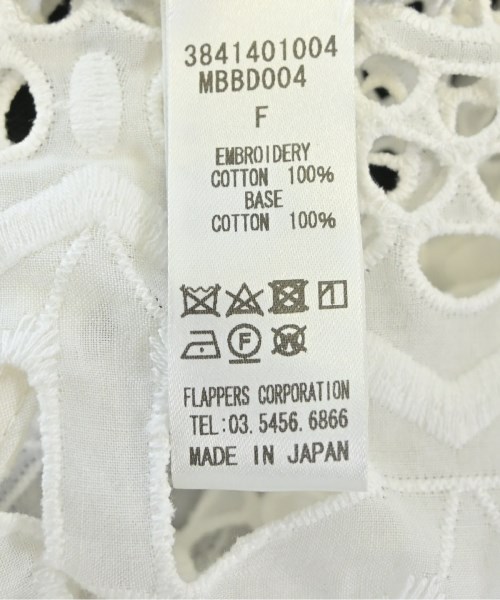 3841401004
MBBD004
F
EMBROIDERY
COTTON 100%
BASE
COTTON 100%
F W
FLAPPERS CORPORATION
TEL:03.5456.6866
MADE IN JAPAN